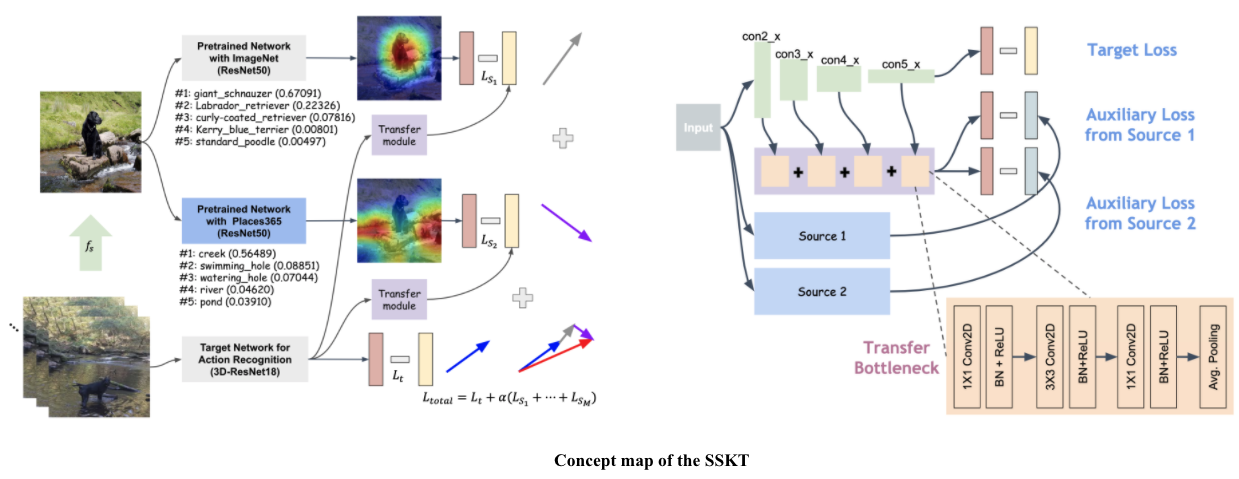 Pretrained Network
with ImageNet
(ResNet50)
#1: giant_schnauzer (0.67091)
#2: Labrador_retriever (0.22326)
#3: curly-coated_retriever (0.07816)
#4: Kerry_blue_terrier (0.00801)
#5: standard_poodle (0.00497)
L_{S_1}
Transfer
module
f_s
Pretrained Network
with Places365
(ResNet50)
#1: creek (0.56489)
#2: swimming_hole (0.08851)
#3: watering_hole (0.07044)
#4: river (0.04620)
#5: pond (0.03910)
L_{S_2}
Transfer
module
Target Network for
Action Recognition
(3D-ResNet18)
L_t
L_{total} = L_t + α(L_{S_1} + ⋯ + L_{S_M})
con2_x
con3_x
con4_x
con5_x
Input
+
+
+
Target Loss
Auxiliary Loss
from Source 1
Auxiliary Loss
from Source 2
Source 1
Source 2
Transfer
Bottleneck
1X1 Conv2D
BN + ReLU
3X3 Conv2D
BN+ReLU
1X1 Conv2D
BN+ReLU
Avg. Pooling
Concept map of the SSKT